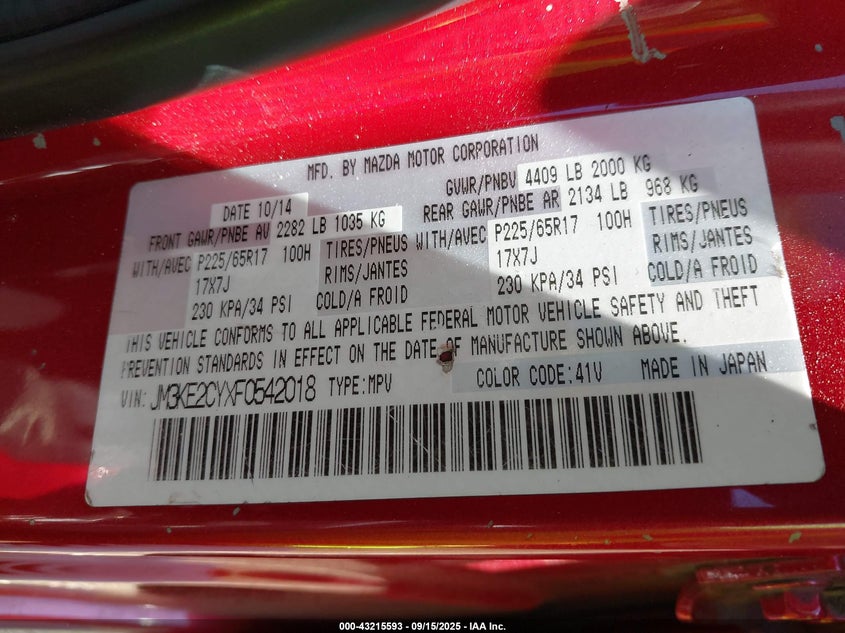 MFD. BY MAZDA MOTOR CORPORATION
DATE 10/14 GVWR/PNBV 4409 LB 2000 KG
FRONT GAWR/PNBE AV 2282 LB 1035 KG REAR GAWR/PNBE AR 2134 LB 968 KG
WITH/AVEC P225/65R17 100H TIRES/PNEUS WITH/AVEC P225/65R17 100H TIRES/PNEUS
17X7J RIMS/JANTES 17X7J RIMS/JANTES
230 KPA/34 PSI COLD/A FROID 230 KPA/34 PSI COLD/A FROID
THIS VEHICLE CONFORMS TO ALL APPLICABLE FEDERAL MOTOR VEHICLE SAFETY AND THEFT
PREVENTION STANDARDS IN EFFECT ON THE DATE OF MANUFACTURE SHOWN ABOVE.
VIN: JM3KE2CYXF0542018 TYPE:MPV COLOR CODE:41V MADE IN JAPAN
000-43215593 - 09/15/2025 - IAA Inc.